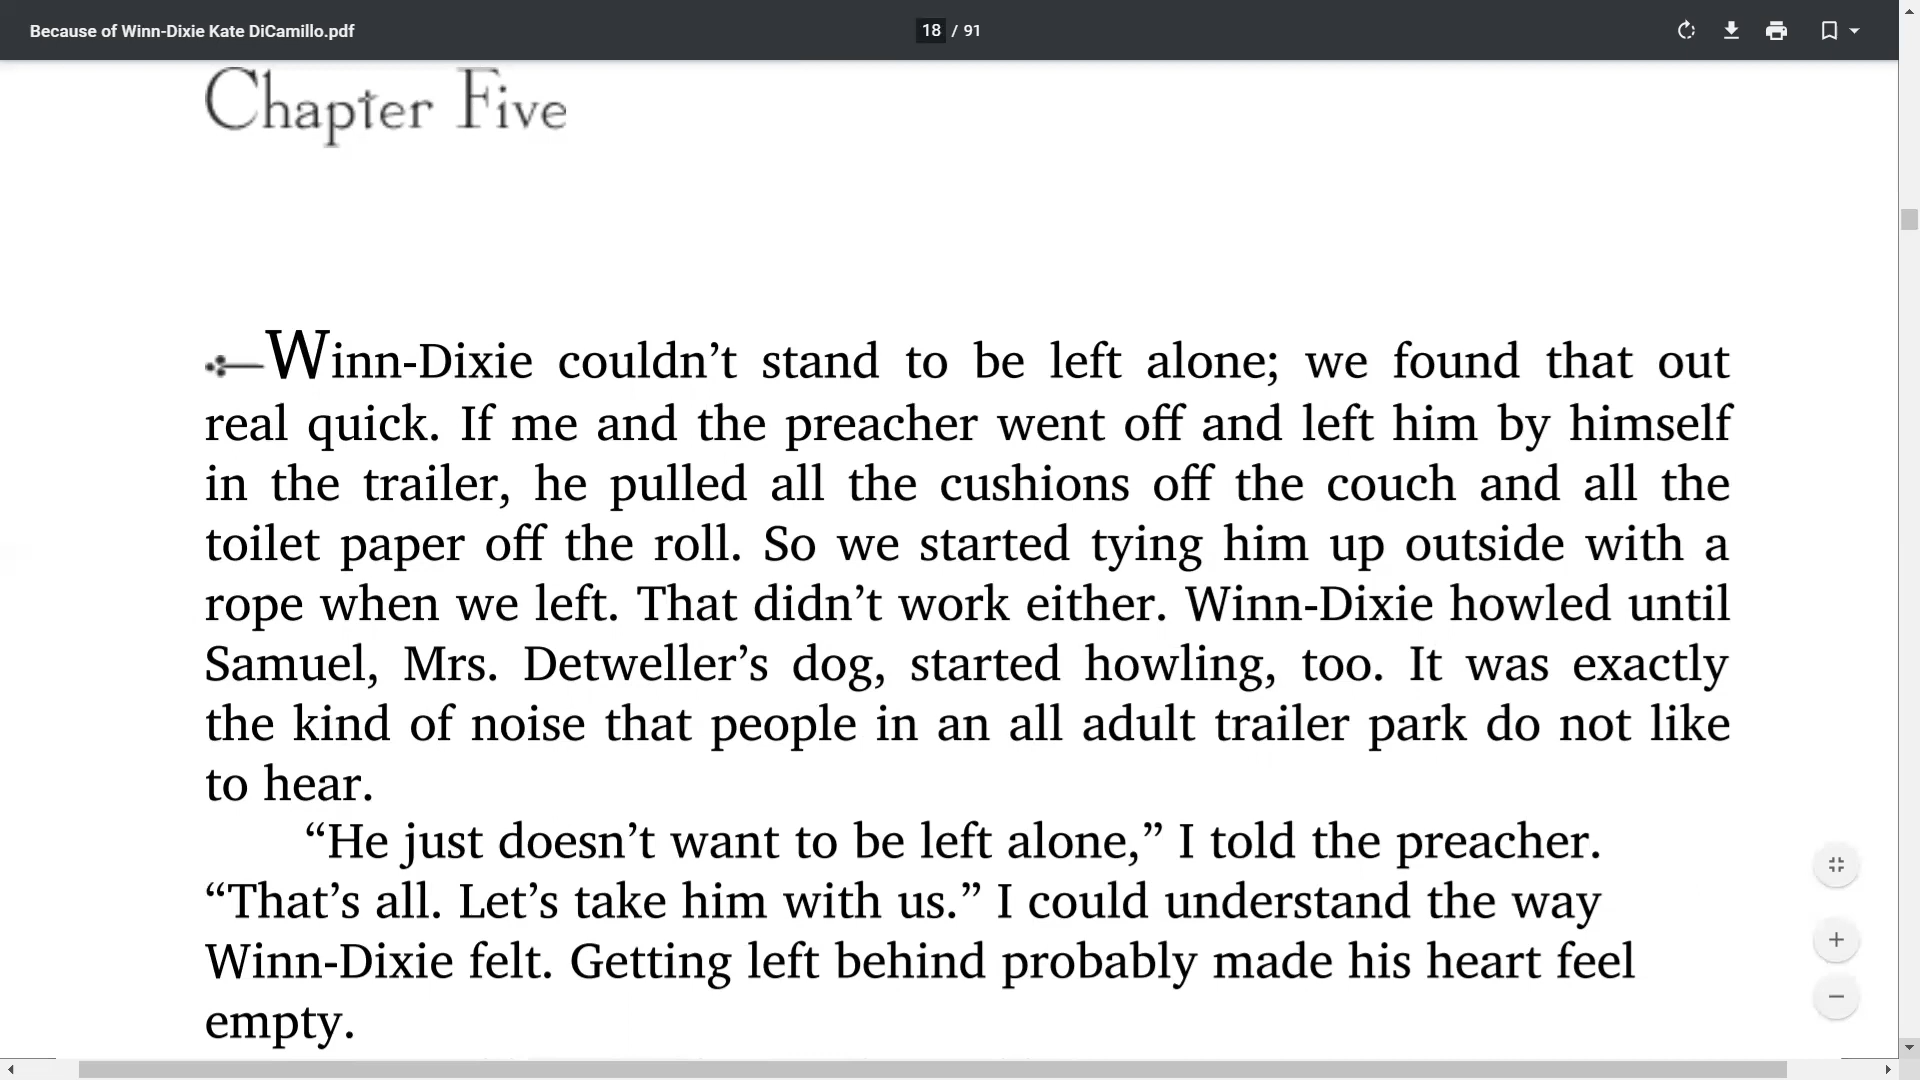 Because of Winn-Dixie Kate DiCamillo.pdf
18 / 91
Chapter Five
Winn-Dixie couldn’t stand to be left alone; we found that out
real quick. If me and the preacher went off and left him by himself
in the trailer, he pulled all the cushions off the couch and all the
toilet paper off the roll. So we started tying him up outside with a
rope when we left. That didn’t work either. Winn-Dixie howled until
Samuel, Mrs. Detweller’s dog, started howling, too. It was exactly
the kind of noise that people in an all adult trailer park do not like
to hear.
“He just doesn’t want to be left alone,” I told the preacher.
“That’s all. Let’s take him with us.” I could understand the way
Winn-Dixie felt. Getting left behind probably made his heart feel
empty.